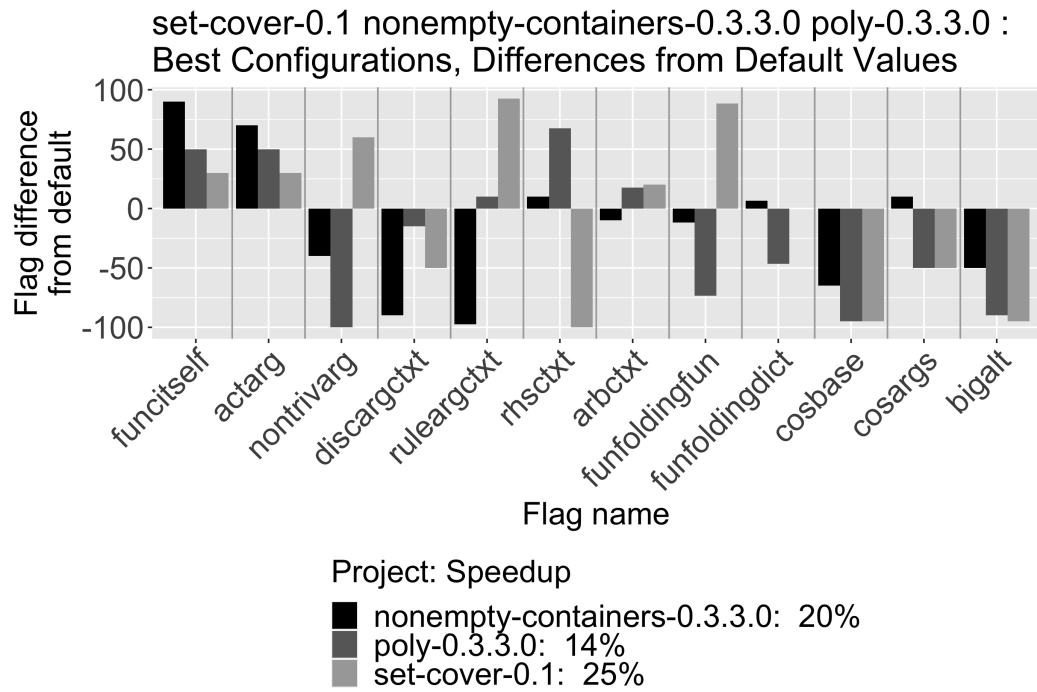 set-cover-0.1 nonempty-containers-0.3.3.0 poly-0.3.3.0 :
Best Configurations, Differences from Default Values
Flag difference
from default
100
50
0
-50
-100
funcitself
actarg
nontrivarg
discargctxt
ruleargctxt
rhsctxt
arbctxt
funfoldingfun
funfoldingdict
cosbase
cosargs
bigalt
Flag name
Project: Speedup
nonempty-containers-0.3.3.0: 20%
poly-0.3.3.0: 14%
set-cover-0.1: 25%